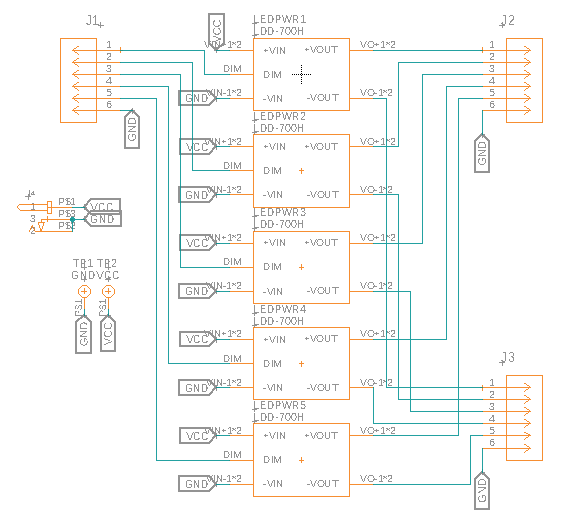 J1
1
2
3
4
5
6
GND
VCC
LEDPWR1
LDD-700H
VIN+1*2
+VIN
+VOUT
VO+1*2
DIM
DIM
GND
VIN-1*2
-VIN
-VOUT
VO-1*2
LEDPWR2
LDD-700H
VCC
VIN+1*2
+VIN
+VOUT
VO+1*2
DIM
DIM
GND
VIN-1*2
-VIN
-VOUT
VO-1*2
LEDPWR3
LDD-700H
VCC
VIN+1*2
+VIN
+VOUT
VO+1*2
DIM
DIM
GND
VIN-1*2
-VIN
-VOUT
VO-1*2
LEDPWR4
LDD-700H
VCC
VIN+1*2
+VIN
+VOUT
VO+1*2
DIM
DIM
GND
VIN-1*2
-VIN
-VOUT
VO-1*2
LEDPWR5
LDD-700H
VCC
VIN+1*2
+VIN
+VOUT
VO+1*2
DIM
DIM
GND
VIN-1*2
-VIN
-VOUT
VO-1*2
J2
1
2
3
4
5
6
GND
J3
1
2
3
4
5
6
GND
1
PS1
VCC
3
PS3
GND
2
PS2
TP1 TP2
GND VCC
PS1 PS1
GND VCC